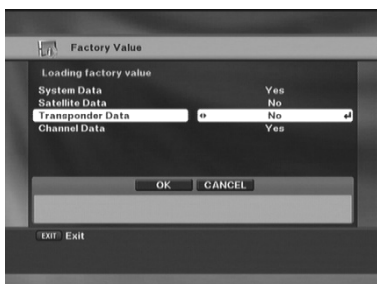 Factory Value
Loading factory value
System Data Yes
Satellite Data No
Transponder Data No
Channel Data Yes
OK CANCEL
EXIT Exit